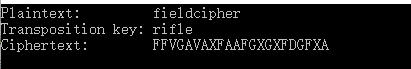 Plaintext: fieldcipher
Transposition key: rifle
Ciphertext: FFVGAVAXFAAFGXGXFDGFXA